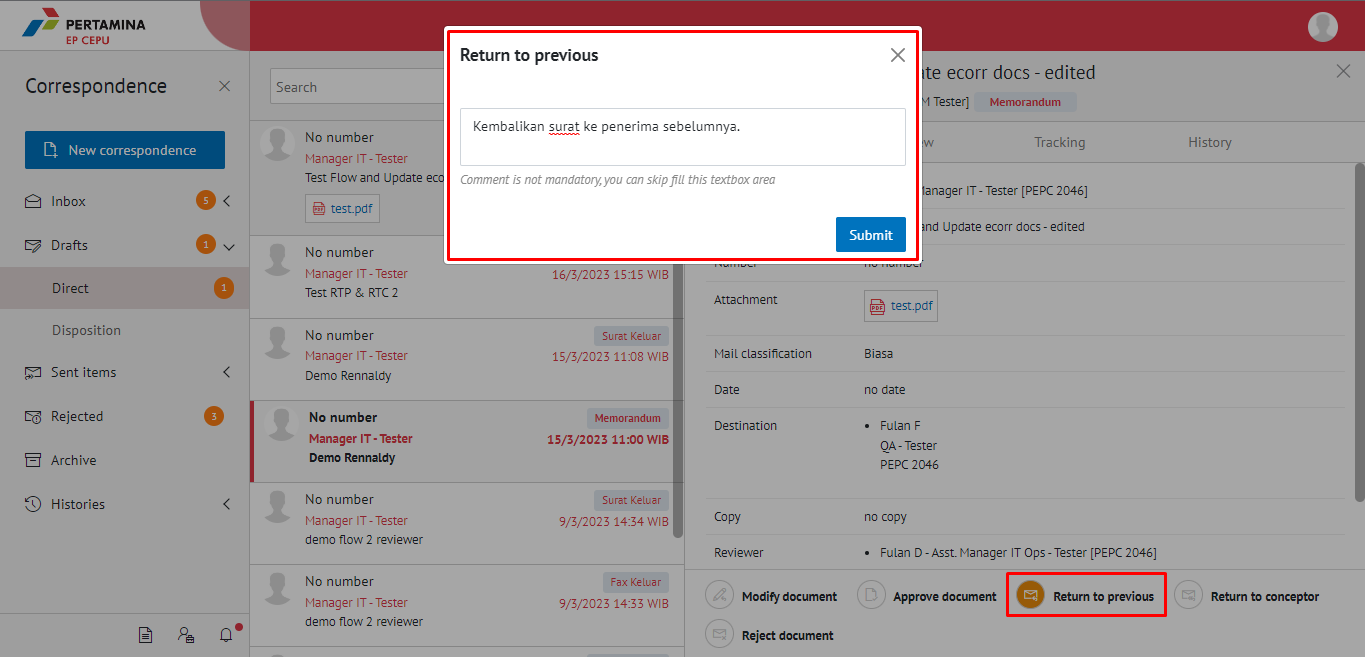 PERTAMINA
EP CEPU
Correspondence
New correspondence
Inbox
5
Drafts
1
Direct
1
Disposition
Sent items
Rejected
3
Archive
Histories
Search
No number
Manager IT - Tester
Test Flow and Update eco
test.pdf
No number
Manager IT - Tester
16/3/2023 15:15 WIB
Test RTP & RTC 2
No number
Surat Keluar
Manager IT - Tester
15/3/2023 11:08 WIB
Demo Rennaldy
No number
Memorandum
Manager IT - Tester
15/3/2023 11:00 WIB
Demo Rennaldy
No number
Surat Keluar
Manager IT - Tester
9/3/2023 14:34 WIB
demo flow 2 reviewer
No number
Fax Keluar
Manager IT - Tester
9/3/2023 14:33 WIB
demo flow 2 reviewer
No number
Return to previous
Kembalikan surat ke penerima sebelumnya.
Comment is not mandatory, you can skip fill this textbox area
Submit
ate ecorr docs - edited
M Tester]
Memorandum
ew
Tracking
History
Manager IT - Tester [PEPC 2046]
and Update ecorr docs - edited
Number
no number
Attachment
test.pdf
Mail classification
Biasa
Date
no date
Destination
• Fulan F
QA - Tester
PEPC 2046
Copy
no copy
Reviewer
• Fulan D - Asst. Manager IT Ops - Tester [PEPC 2046]
Modify document
Approve document
Return to previous
Return to conceptor
Reject document